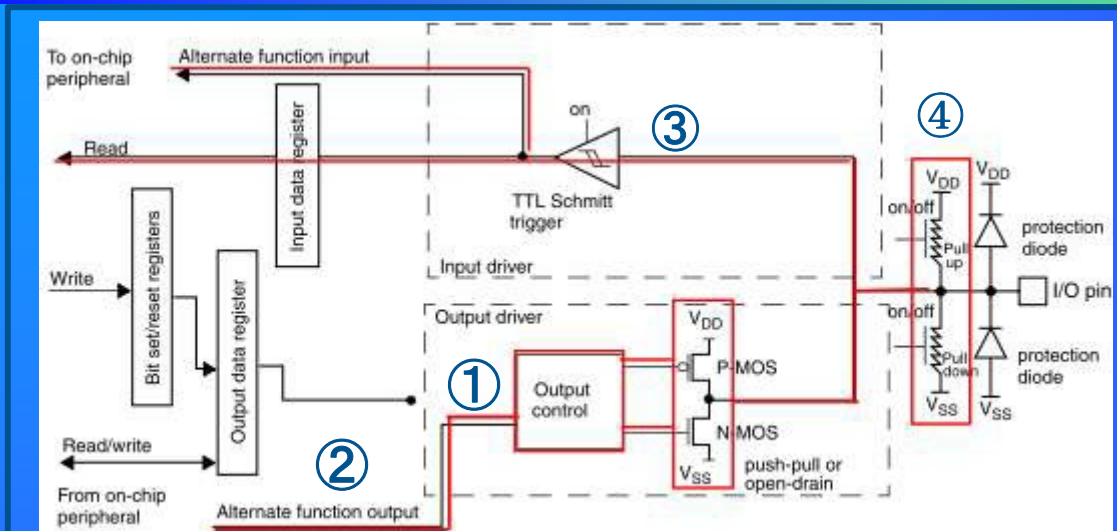 To on-chip
peripheral
Alternate function input
on
③
④
Read
Input data register
TTL Schmitt
trigger
Input driver
VDD
VDD
on/off
Pull
up
protection
diode
I/O pin
Write
Bit set/reset registers
Output data register
Output driver
VDD
①
Output
control
P-MOS
N-MOS
VSS
push-pull or
open-drain
on/off
Pull
down
protection
diode
VSS
VSS
Read/write
②
From on-chip
peripheral
Alternate function output